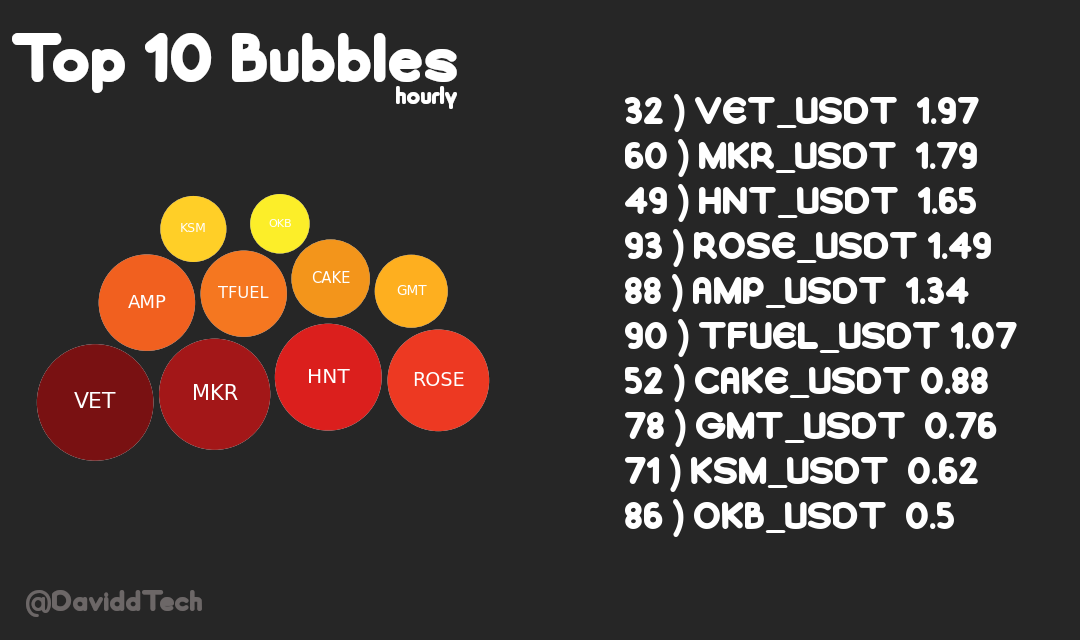 Top 10 Bubbles
hourly
KSM
OKB
AMP
TFUEL
CAKE
GMT
VET
MKR
HNT
ROSE
32 ) VET_USDT 1.97
60 ) MKR_USDT 1.79
49 ) HNT_USDT 1.65
93 ) ROSE_USDT 1.49
88 ) AMP_USDT 1.34
90 ) TFUEL_USDT 1.07
52 ) CAKE_USDT 0.88
78 ) GMT_USDT 0.76
71 ) KSM_USDT 0.62
86 ) OKB_USDT 0.5
@DaviddTech